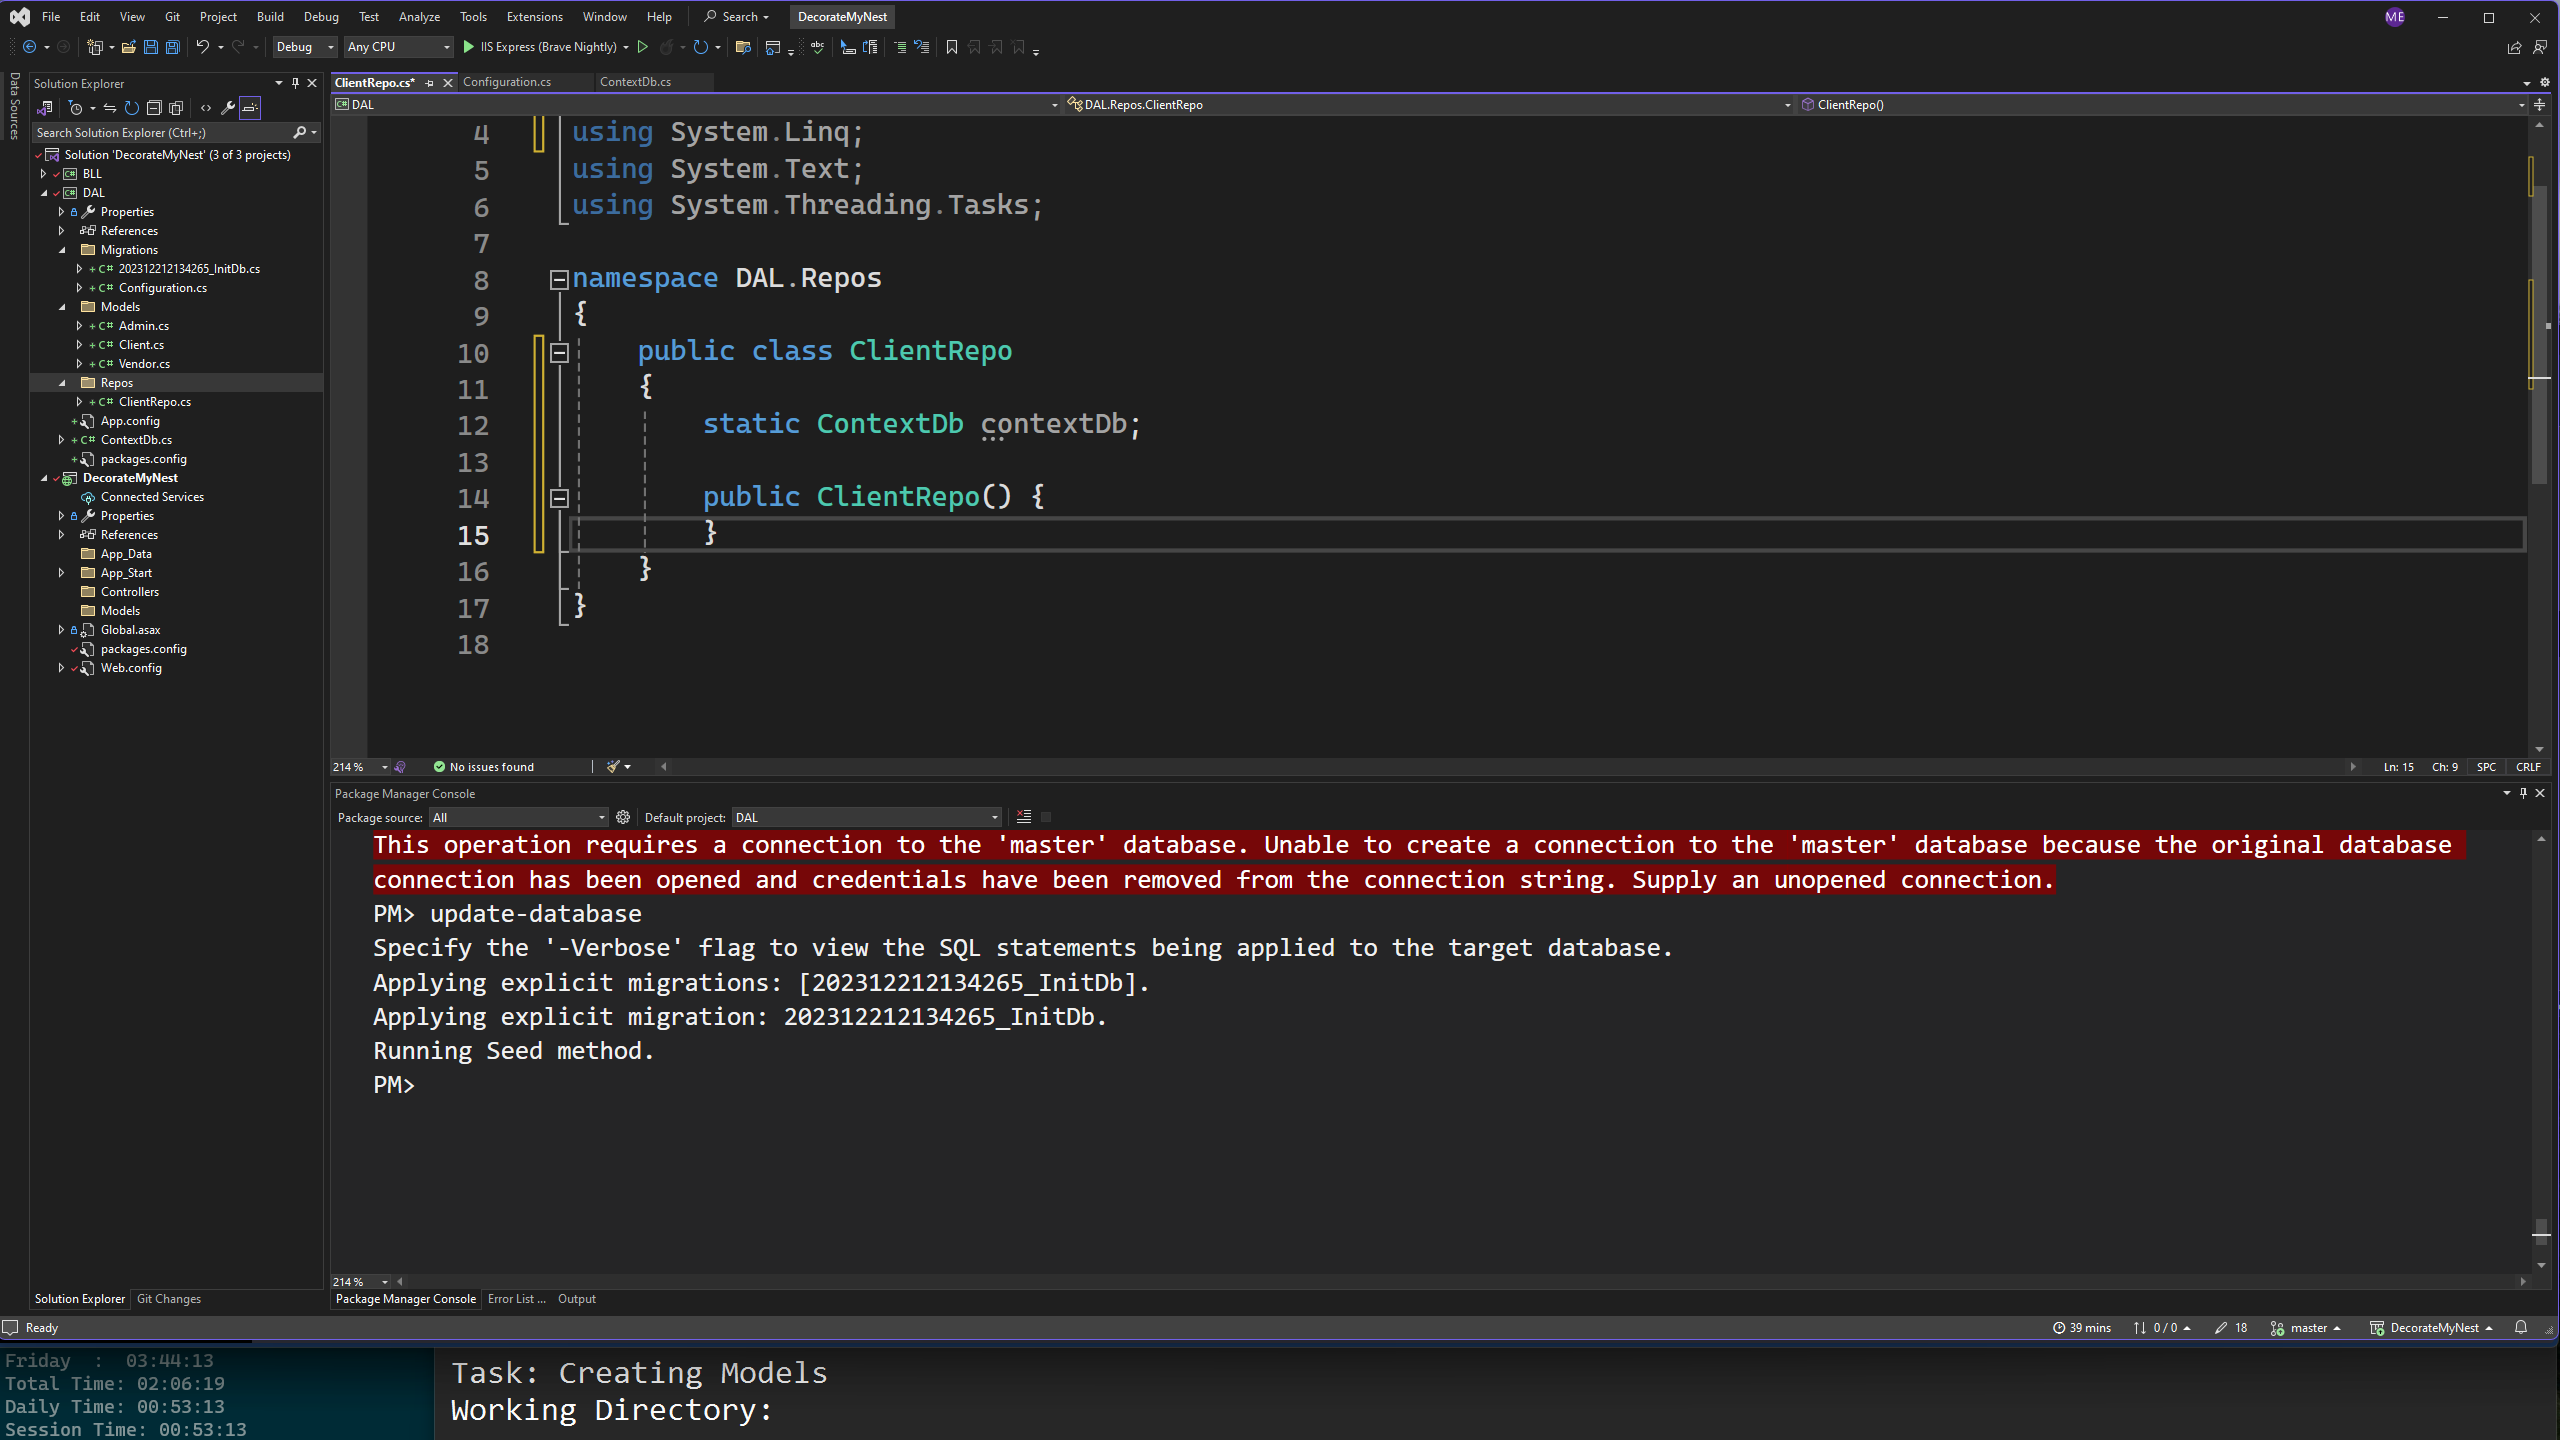 File Edit View Git Project Build Debug Test Analyze Tools Extensions Window Help Search DecorateMyNest ME
Debug Any CPU IIS Express (Brave Nightly)
Data Sources
Solution Explorer
Search Solution Explorer (Ctrl+;)
Solution 'DecorateMyNest' (3 of 3 projects)
BLL
DAL
Properties
References
Migrations
C# 202312212134265_InitDb.cs
C# Configuration.cs
Models
C# Admin.cs
C# Client.cs
C# Vendor.cs
Repos
C# ClientRepo.cs
App.config
C# ContextDb.cs
packages.config
DecorateMyNest
Connected Services
Properties
References
App_Data
App_Start
Controllers
Models
Global.asax
packages.config
Web.config
Solution Explorer Git Changes
ClientRepo.cs* Configuration.cs ContextDb.cs
DAL DAL.Repos.ClientRepo ClientRepo()
4 using System.Linq;
5 using System.Text;
6 using System.Threading.Tasks;
7
8 namespace DAL.Repos
9 {
10 public class ClientRepo
11 {
12 static ContextDb contextDb;
13
14 public ClientRepo() {
15 }
16 }
17 }
18
214 % No issues found Ln: 15 Ch: 9 SPC CRLF
Package Manager Console
Package source: All Default project: DAL
This operation requires a connection to the 'master' database. Unable to create a connection to the 'master' database because the original database
connection has been opened and credentials have been removed from the connection string. Supply an unopened connection.
PM> update-database
Specify the '-Verbose' flag to view the SQL statements being applied to the target database.
Applying explicit migrations: [202312212134265_InitDb].
Applying explicit migration: 202312212134265_InitDb.
Running Seed method.
PM>
214 %
Package Manager Console Error List ... Output
Ready 39 mins 0 / 0 18 master DecorateMyNest
Friday : 03:44:13
Total Time: 02:06:19
Daily Time: 00:53:13
Session Time: 00:53:13
Task: Creating Models
Working Directory: